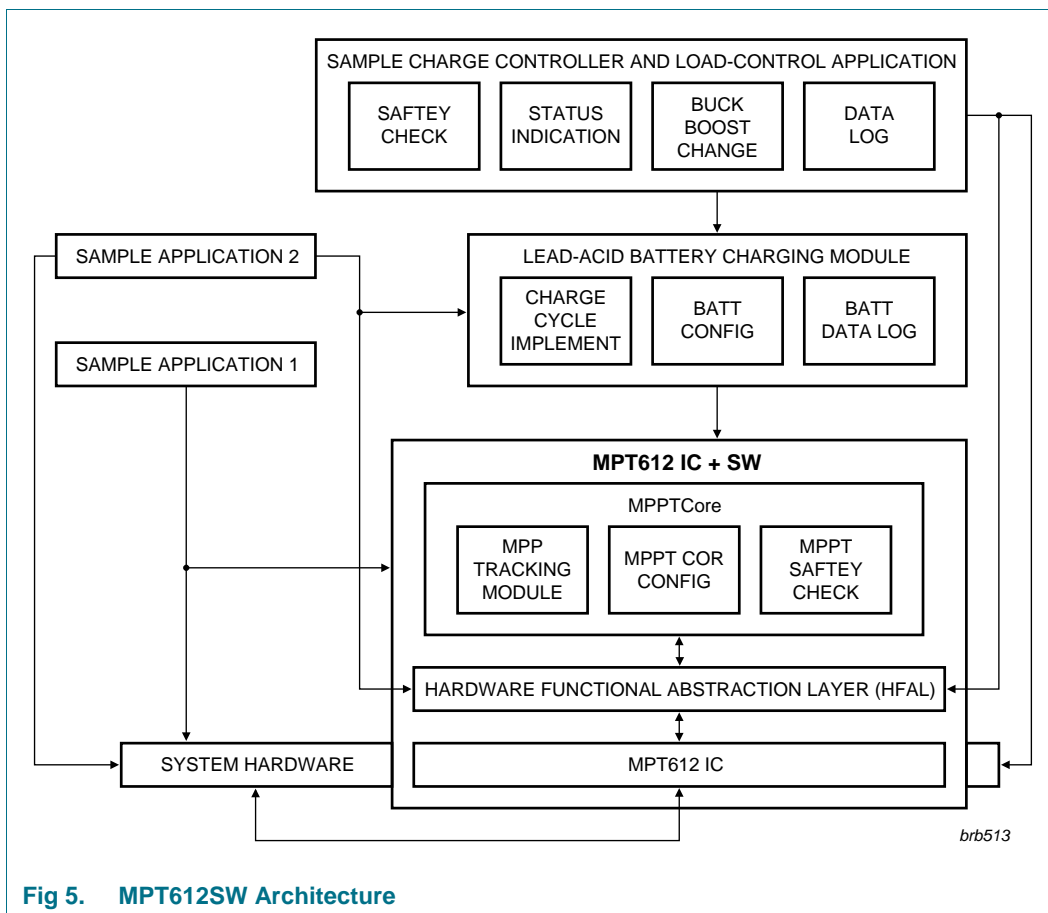 SAMPLE CHARGE CONTROLLER AND LOAD-CONTROL APPLICATION
SAFTEY
CHECK
STATUS
INDICATION
BUCK
BOOST
CHANGE
DATA
LOG
SAMPLE APPLICATION 2
LEAD-ACID BATTERY CHARGING MODULE
CHARGE
CYCLE
IMPLEMENT
BATT
CONFIG
BATT
DATA LOG
SAMPLE APPLICATION 1
MPT612 IC + SW
MPPTCore
MPP
TRACKING
MODULE
MPPT COR
CONFIG
MPPT
SAFTEY
CHECK
HARDWARE FUNCTIONAL ABSTRACTION LAYER (HFAL)
SYSTEM HARDWARE
MPT612 IC
brb513
Fig 5. MPT612SW Architecture